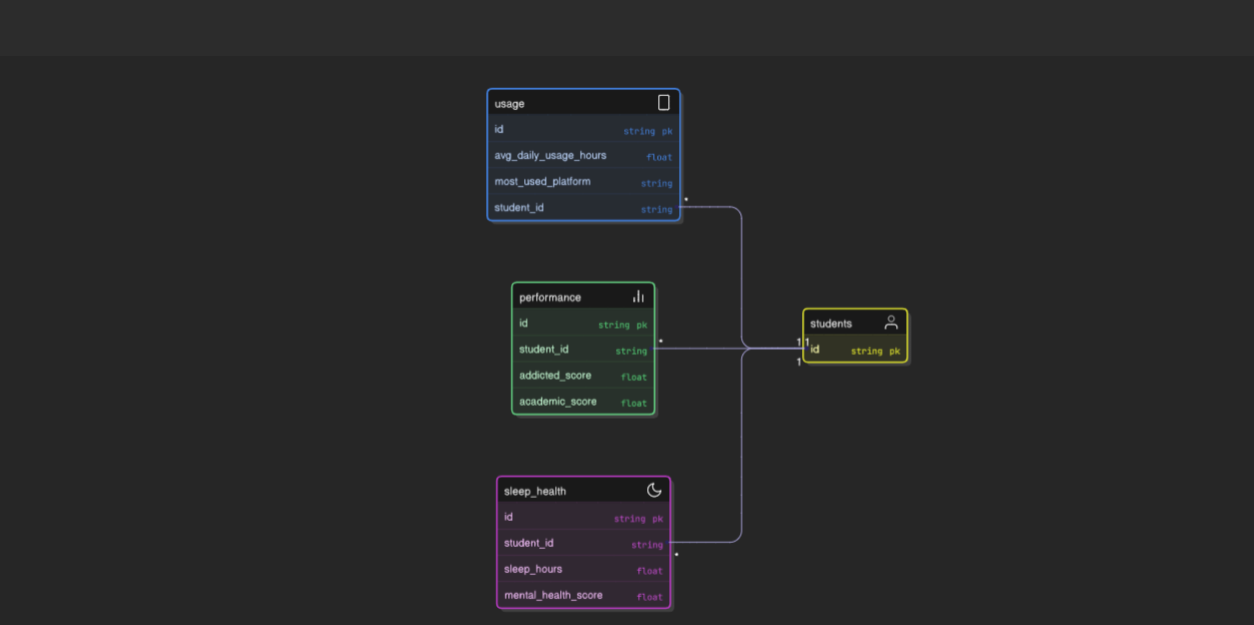 usage
id string pk
avg_daily_usage_hours float
most_used_platform string
student_id string
*
performance
id string pk
student_id string
*
addicted_score float
academic_score float
students
1 1
id string pk
1
sleep_health
id string pk
student_id string
*
sleep_hours float
mental_health_score float